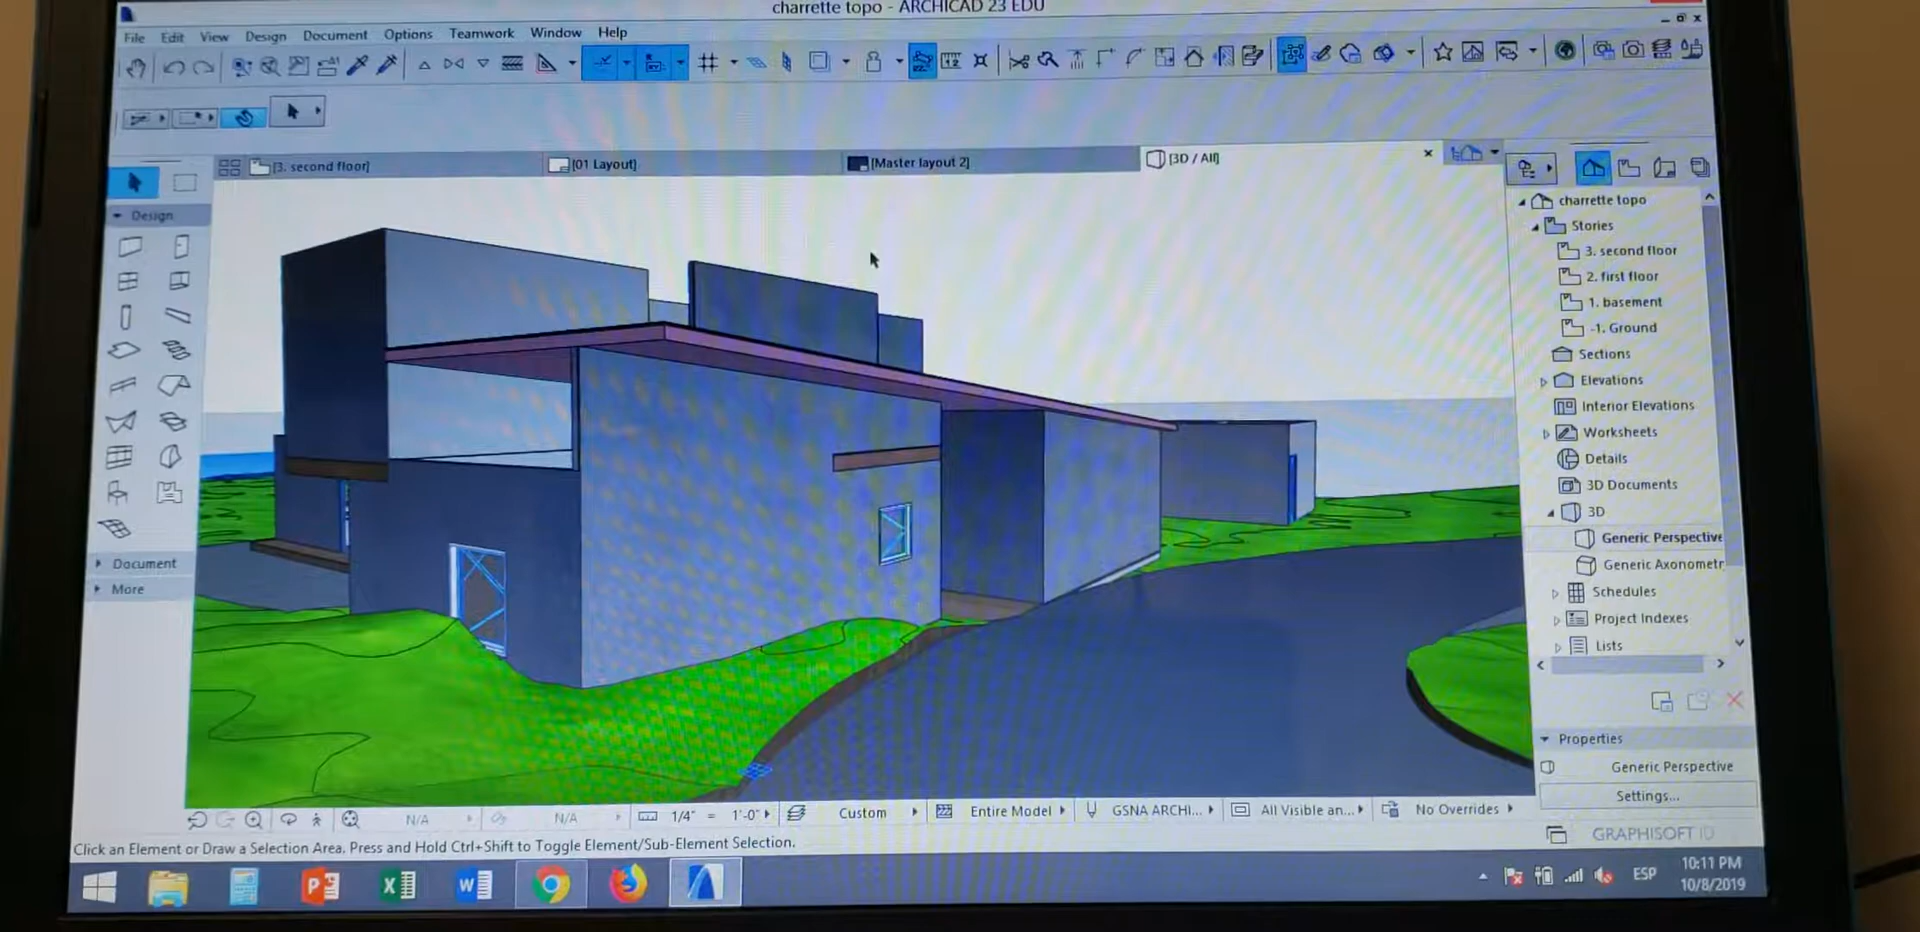 charrette topo - ARCHICAD 23 EDU
File Edit View Design Document Options Teamwork Window Help
[3. second floor] [01 Layout] [Master layout 2] [3D / All]
Design
Document
More
charrette topo
Stories
3. second floor
2. first floor
1. basement
-1. Ground
Sections
Elevations
Interior Elevations
Worksheets
Details
3D Documents
3D
Generic Perspective
Generic Axonometr
Schedules
Project Indexes
Lists
Properties
Generic Perspective
Settings...
GRAPHISOFT ID
N/A N/A 1/4" = 1'-0" Custom Entire Model GSNA ARCHI... All Visible an... No Overrides
Click an Element or Draw a Selection Area. Press and Hold Ctrl+Shift to Toggle Element/Sub-Element Selection.
ESP
10:11 PM
10/8/2019